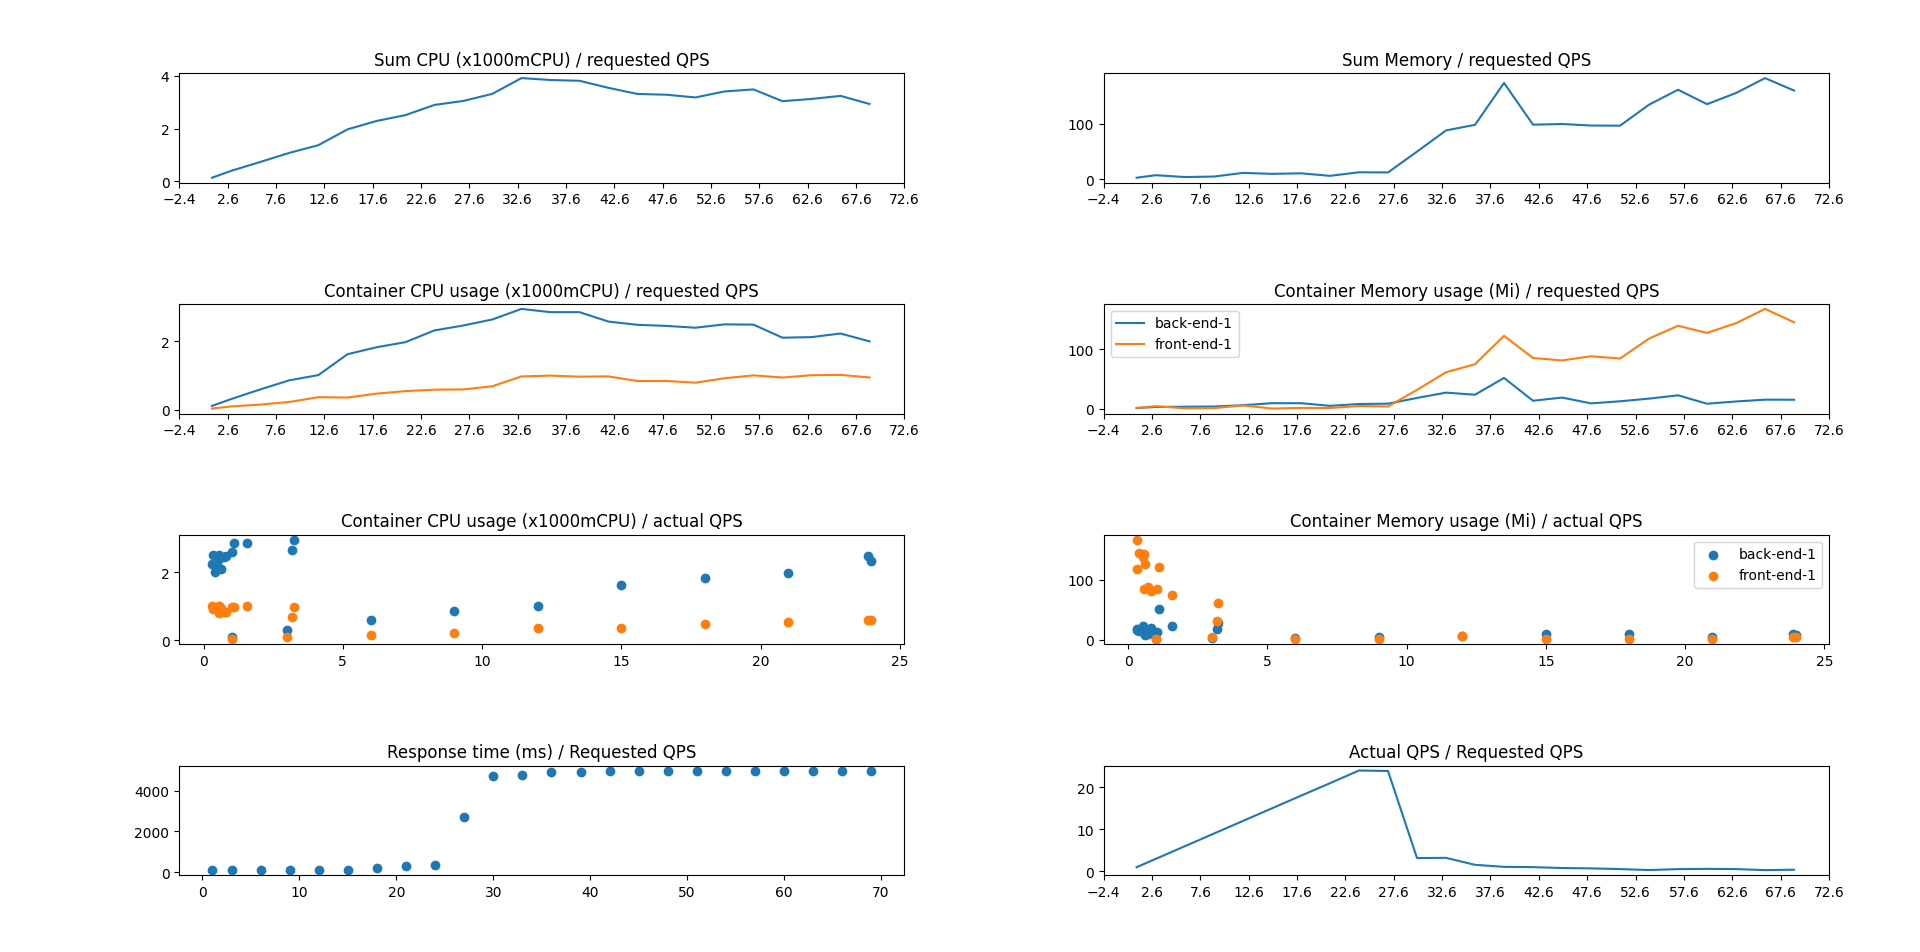 Sum CPU (x1000mCPU) / requested QPS
4
2
0
−2.4 2.6 7.6 12.6 17.6 22.6 27.6 32.6 37.6 42.6 47.6 52.6 57.6 62.6 67.6 72.6
Sum Memory / requested QPS
100
0
−2.4 2.6 7.6 12.6 17.6 22.6 27.6 32.6 37.6 42.6 47.6 52.6 57.6 62.6 67.6 72.6
Container CPU usage (x1000mCPU) / requested QPS
2
0
−2.4 2.6 7.6 12.6 17.6 22.6 27.6 32.6 37.6 42.6 47.6 52.6 57.6 62.6 67.6 72.6
Container Memory usage (Mi) / requested QPS
back-end-1
front-end-1
100
0
−2.4 2.6 7.6 12.6 17.6 22.6 27.6 32.6 37.6 42.6 47.6 52.6 57.6 62.6 67.6 72.6
Container CPU usage (x1000mCPU) / actual QPS
2
0
0 5 10 15 20 25
Container Memory usage (Mi) / actual QPS
back-end-1
front-end-1
100
0
0 5 10 15 20 25
Response time (ms) / Requested QPS
4000
2000
0
0 10 20 30 40 50 60 70
Actual QPS / Requested QPS
20
10
0
−2.4 2.6 7.6 12.6 17.6 22.6 27.6 32.6 37.6 42.6 47.6 52.6 57.6 62.6 67.6 72.6